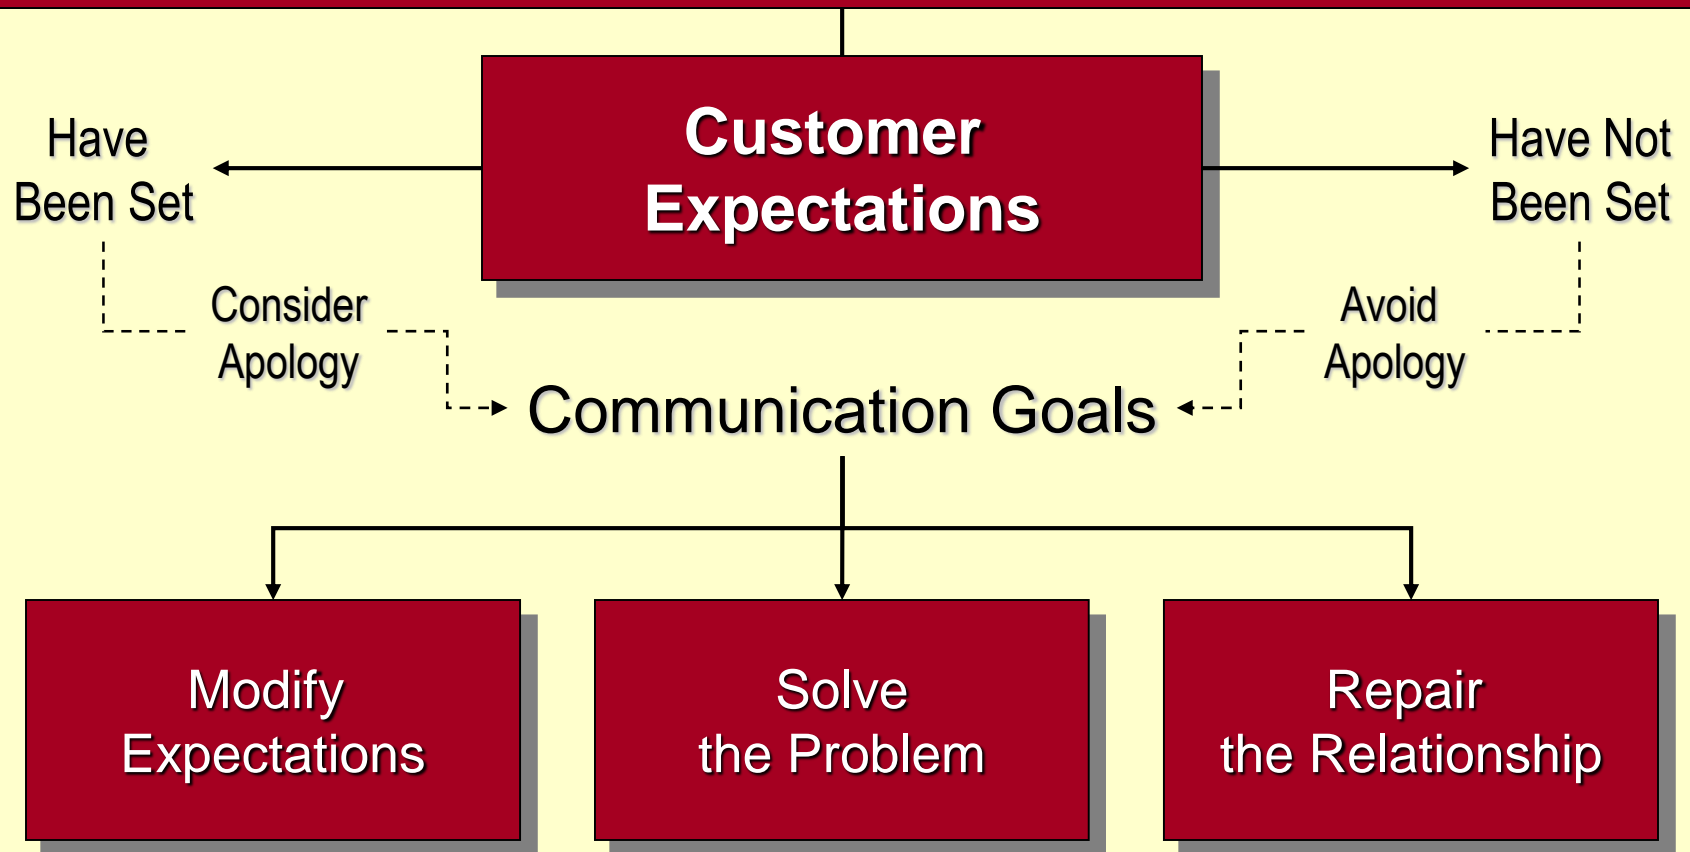 Customer
Expectations
Have
Been Set
Have Not
Been Set
Consider
Apology
Avoid
Apology
Communication Goals
Modify
Expectations
Solve
the Problem
Repair
the Relationship